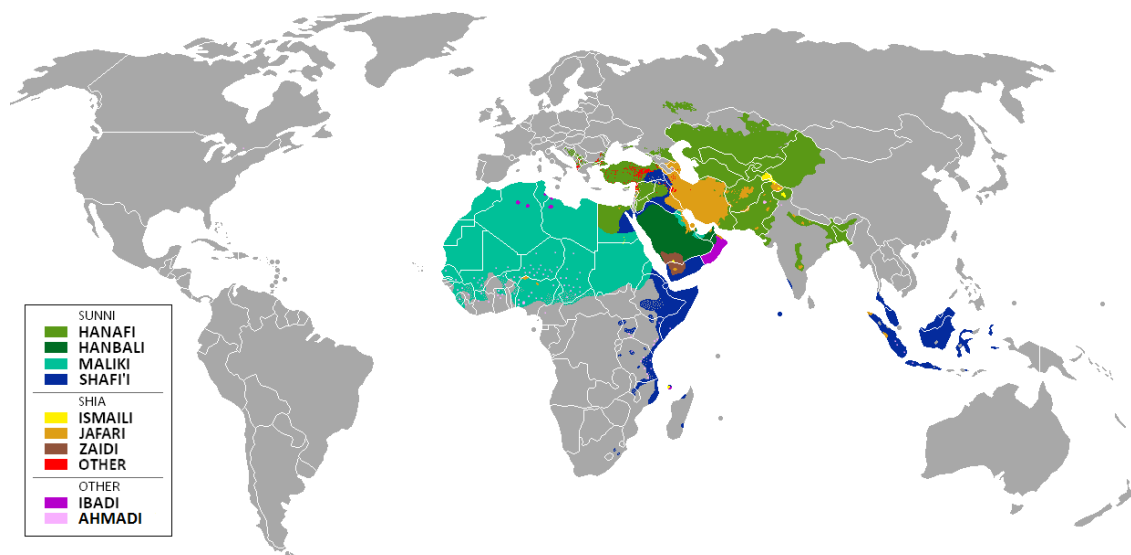 SUNNI
HANAFI
HANBALI
MALIKI
SHAFI'I
SHIA
ISMAILI
JAFARI
ZAIDI
OTHER
OTHER
IBADI
AHMADI